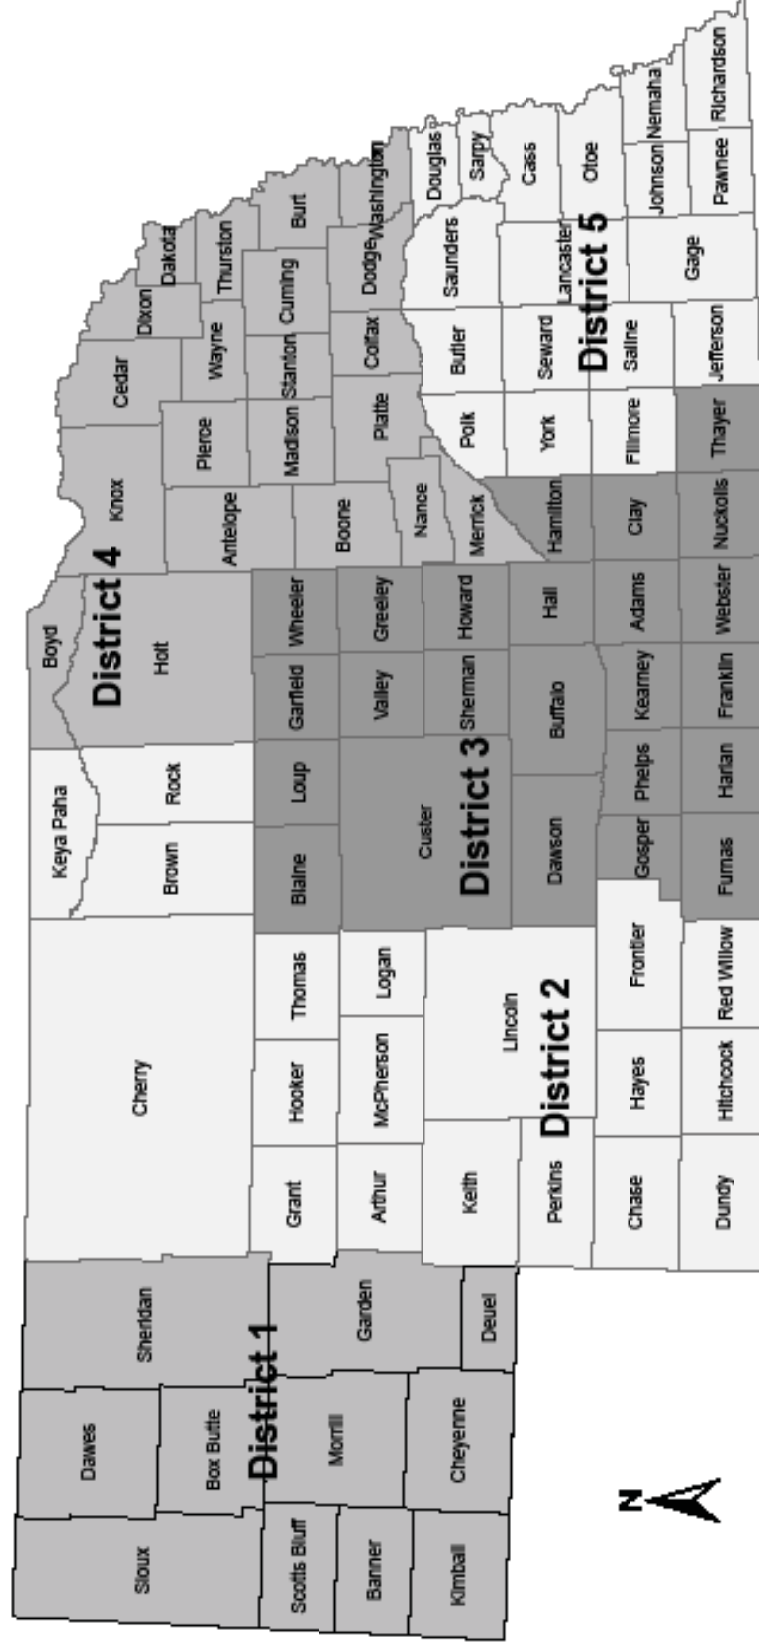 Sioux
Dawes
Sheridan
Box Butte
Scotts Bluff
Banner
Kimball
Morrill
Cheyenne
Garden
Deuel
District 1
Cherry
Keya Paha
Brown
Rock
Grant
Hooker
Thomas
Arthur
McPherson
Logan
Keith
Lincoln
Perkins
District 2
Chase
Hayes
Frontier
Dundy
Hitchcock
Red Willow
Blaine
Loup
Garfield
Wheeler
Custer
Valley
Greeley
District 3
Sherman
Howard
Dawson
Buffalo
Hall
Hamilton
Gosper
Phelps
Kearney
Adams
Clay
Furnas
Harlan
Franklin
Webster
Nuckolls
Thayer
Boyd
Holt
District 4
Knox
Cedar
Dixon
Dakota
Antelope
Pierce
Wayne
Thurston
Madison
Stanton
Cuming
Burt
Boone
Platte
Colfax
Dodge
Washington
Nance
Merrick
Polk
Butler
Saunders
Douglas
Sarpy
York
Seward
Lancaster
Cass
Otoe
District 5
Fillmore
Saline
Gage
Johnson
Nemaha
Jefferson
Pawnee
Richardson
N